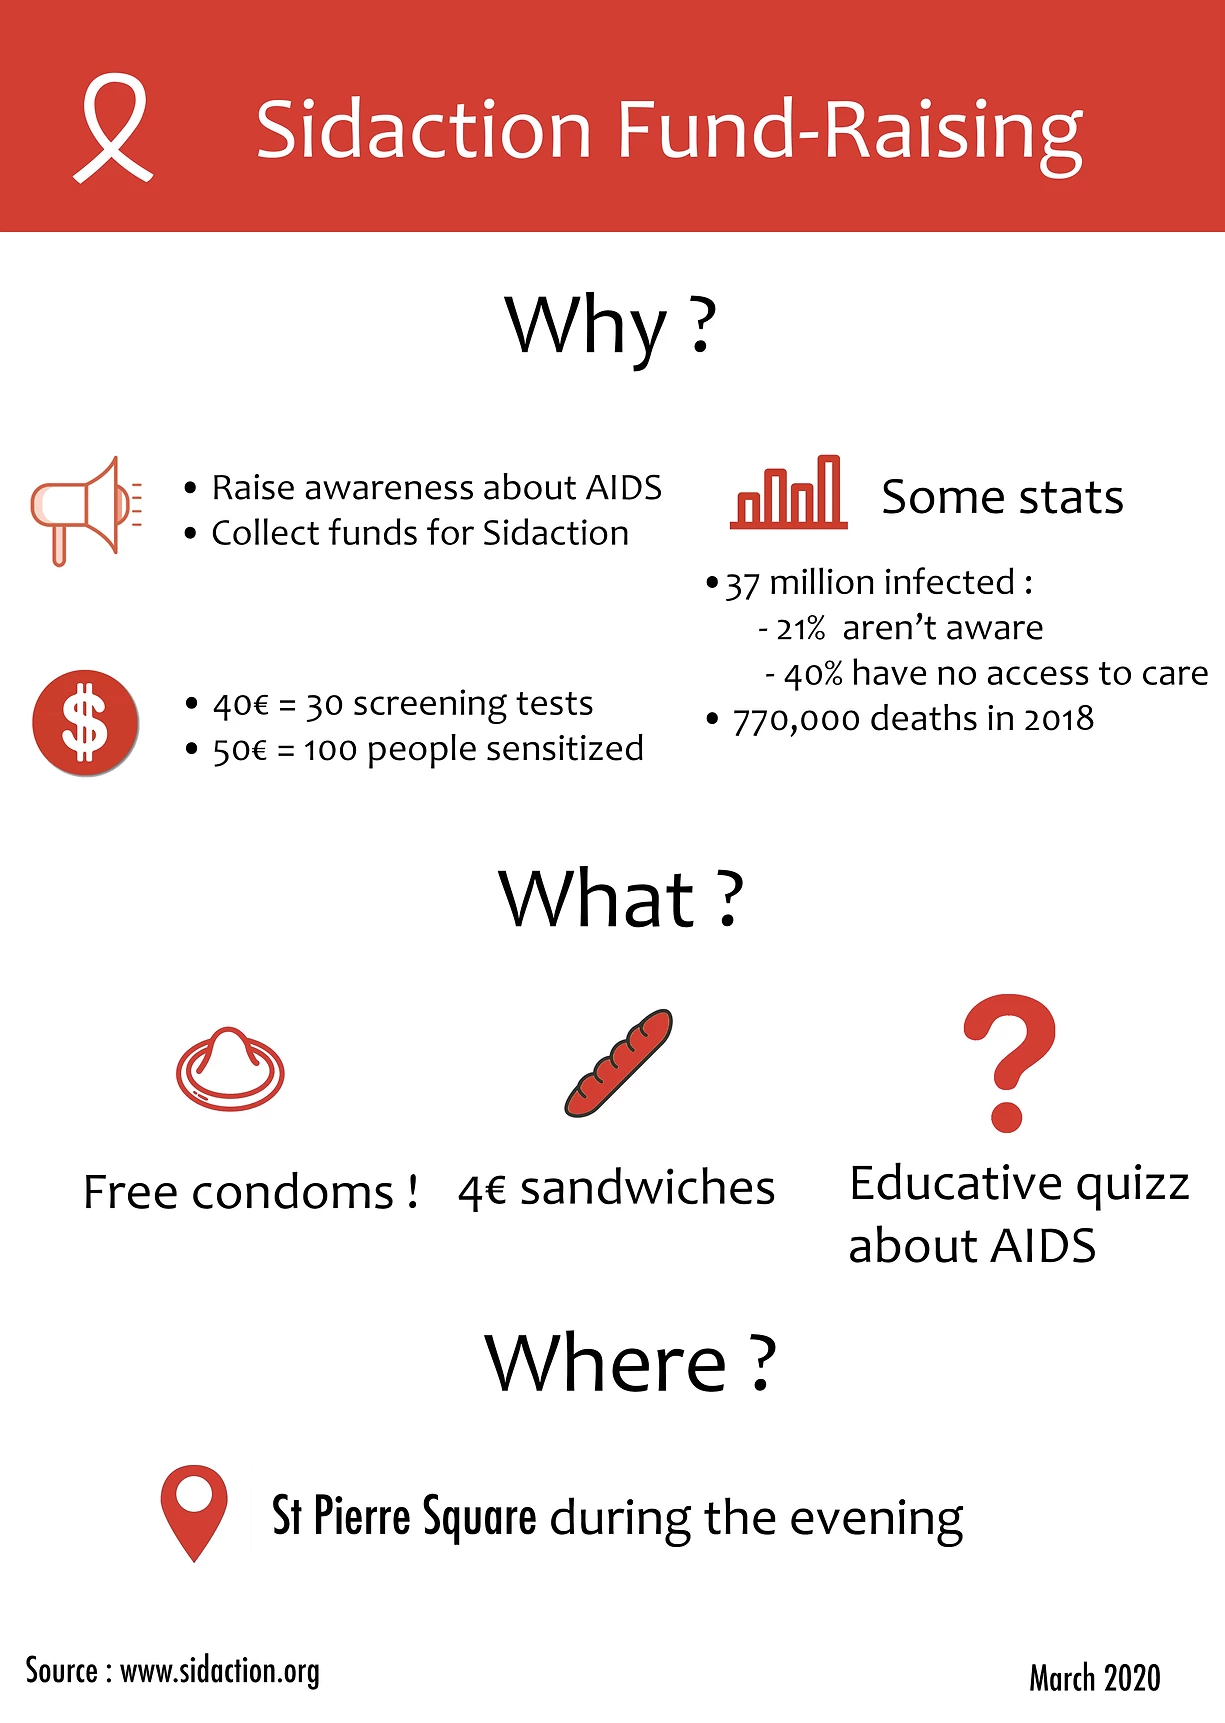 Sidaction Fund-Raising
Why ?
• Raise awareness about AIDS
• Collect funds for Sidaction
• 40€ = 30 screening tests
• 50€ = 100 people sensitized
Some stats
• 37 million infected :
- 21% aren’t aware
- 40% have no access to care
• 770,000 deaths in 2018
What ?
Free condoms !
4€ sandwiches
Educative quizz
about AIDS
Where ?
St Pierre Square during the evening
Source : www.sidaction.org
March 2020